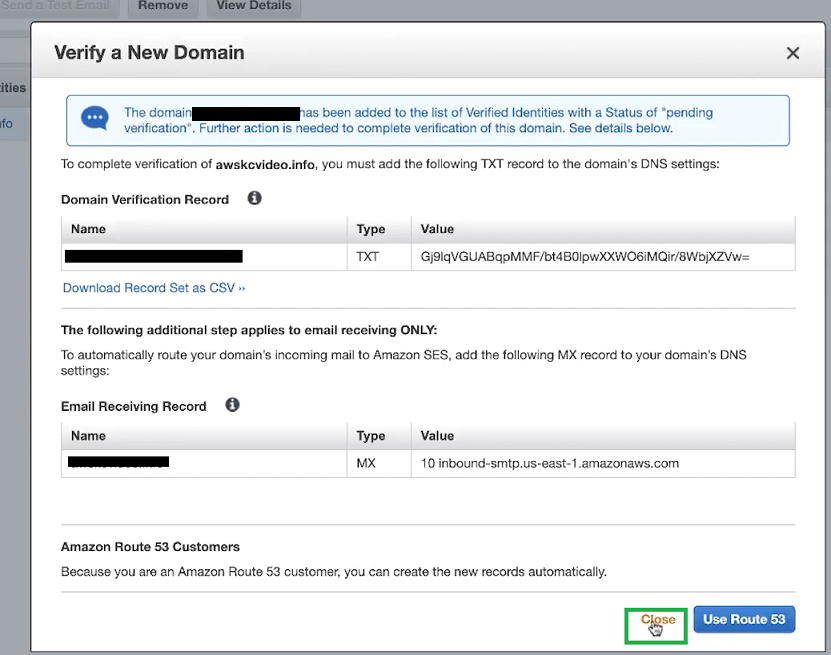 Send a Test Email Remove View Details
Verify a New Domain
tities
nfo
The domain has been added to the list of Verified Identities with a Status of "pending
verification". Further action is needed to complete verification of this domain. See details below.
To complete verification of awskcvideo.info, you must add the following TXT record to the domain's DNS settings:
Domain Verification Record
Name Type Value
TXT Gj9lqVGUABqpMMF/bt4B0lpwXXWO6iMQir/8WbjXZVw=
Download Record Set as CSV ››
The following additional step applies to email receiving ONLY:
To automatically route your domain's incoming mail to Amazon SES, add the following MX record to your domain's DNS
settings:
Email Receiving Record
Name Type Value
MX 10 inbound-smtp.us-east-1.amazonaws.com
Amazon Route 53 Customers
Because you are an Amazon Route 53 customer, you can create the new records automatically.
Close Use Route 53